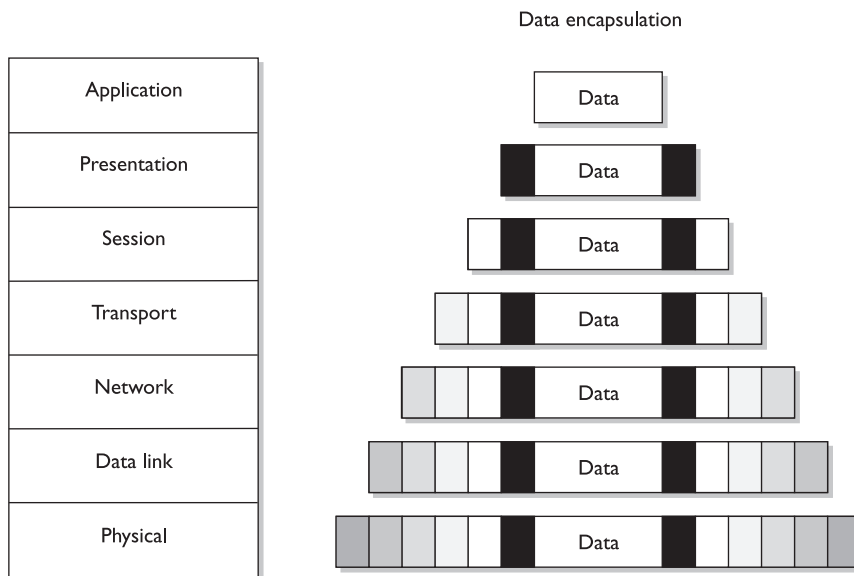 Data encapsulation
Application
Data
Presentation
Data
Session
Data
Transport
Data
Network
Data
Data link
Data
Physical
Data